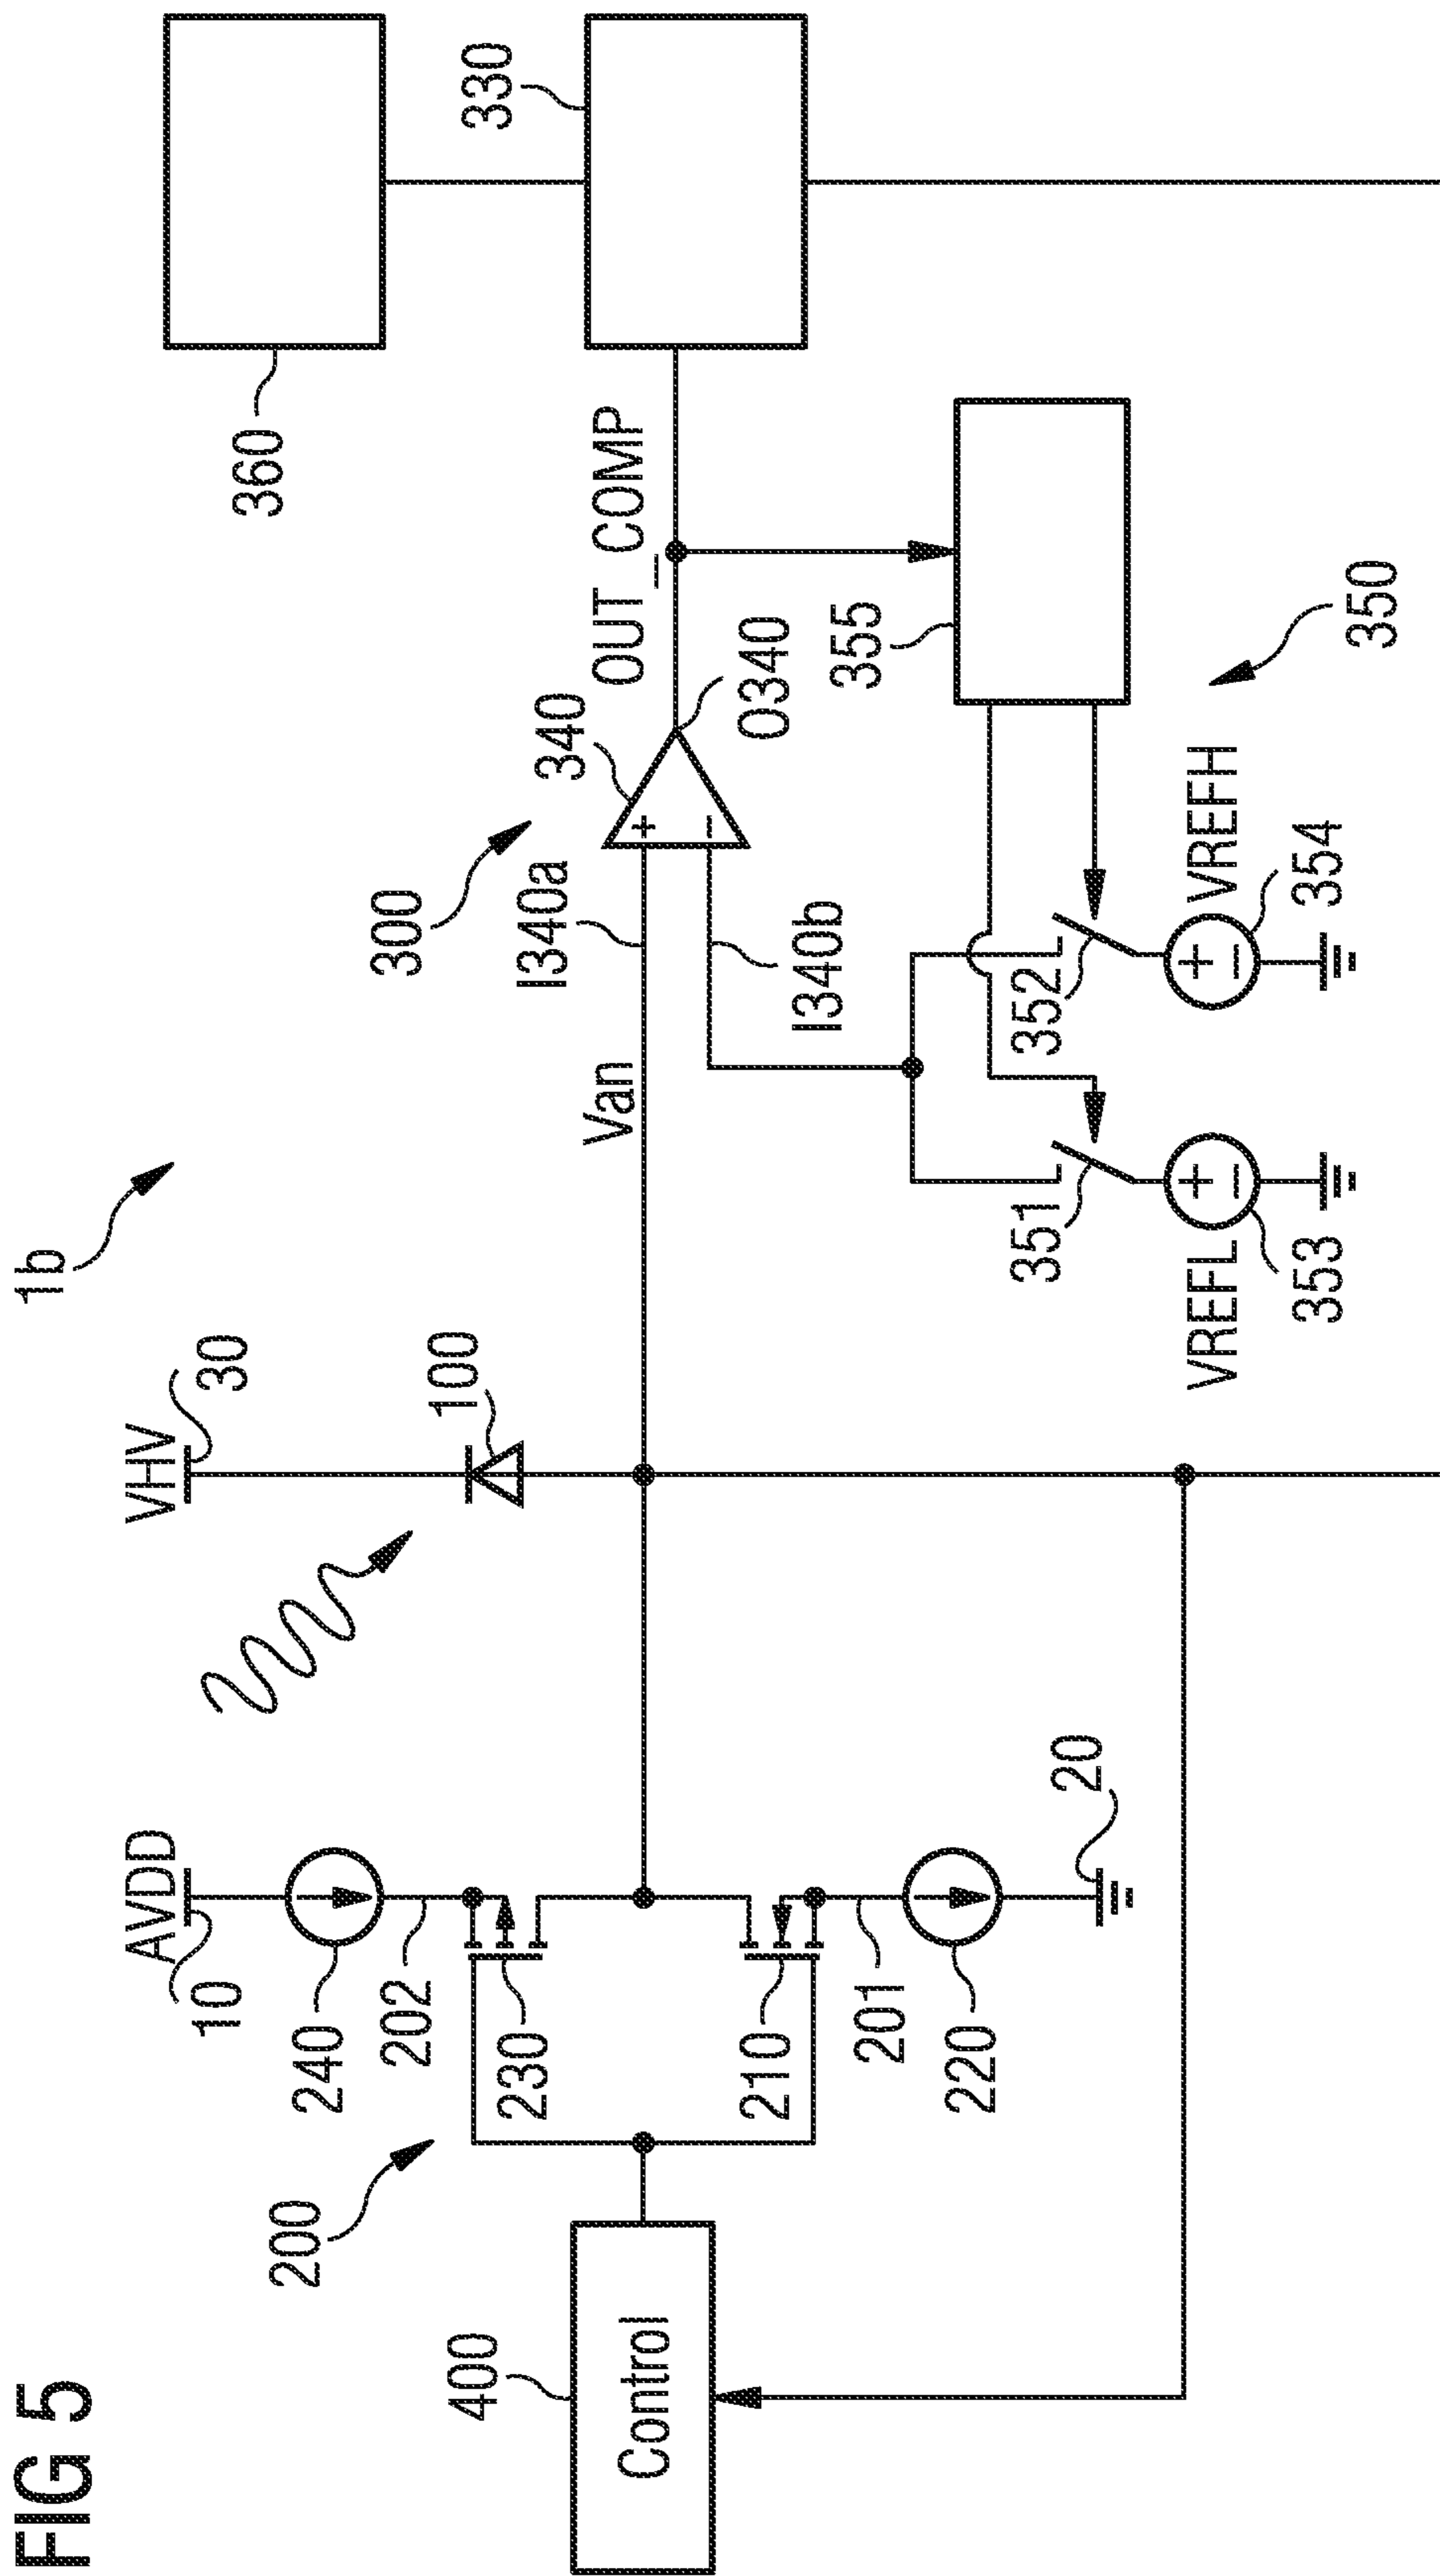 FIG 5
1b
AVDD
10
VHV
30
240
202
200
230
100
400
Control
210
201
220
20
Van
300
I340a
340
+
−
O340
OUT_COMP
I340b
360
330
355
350
351
352
VREFL
+
−
353
VREFH
+
−
354